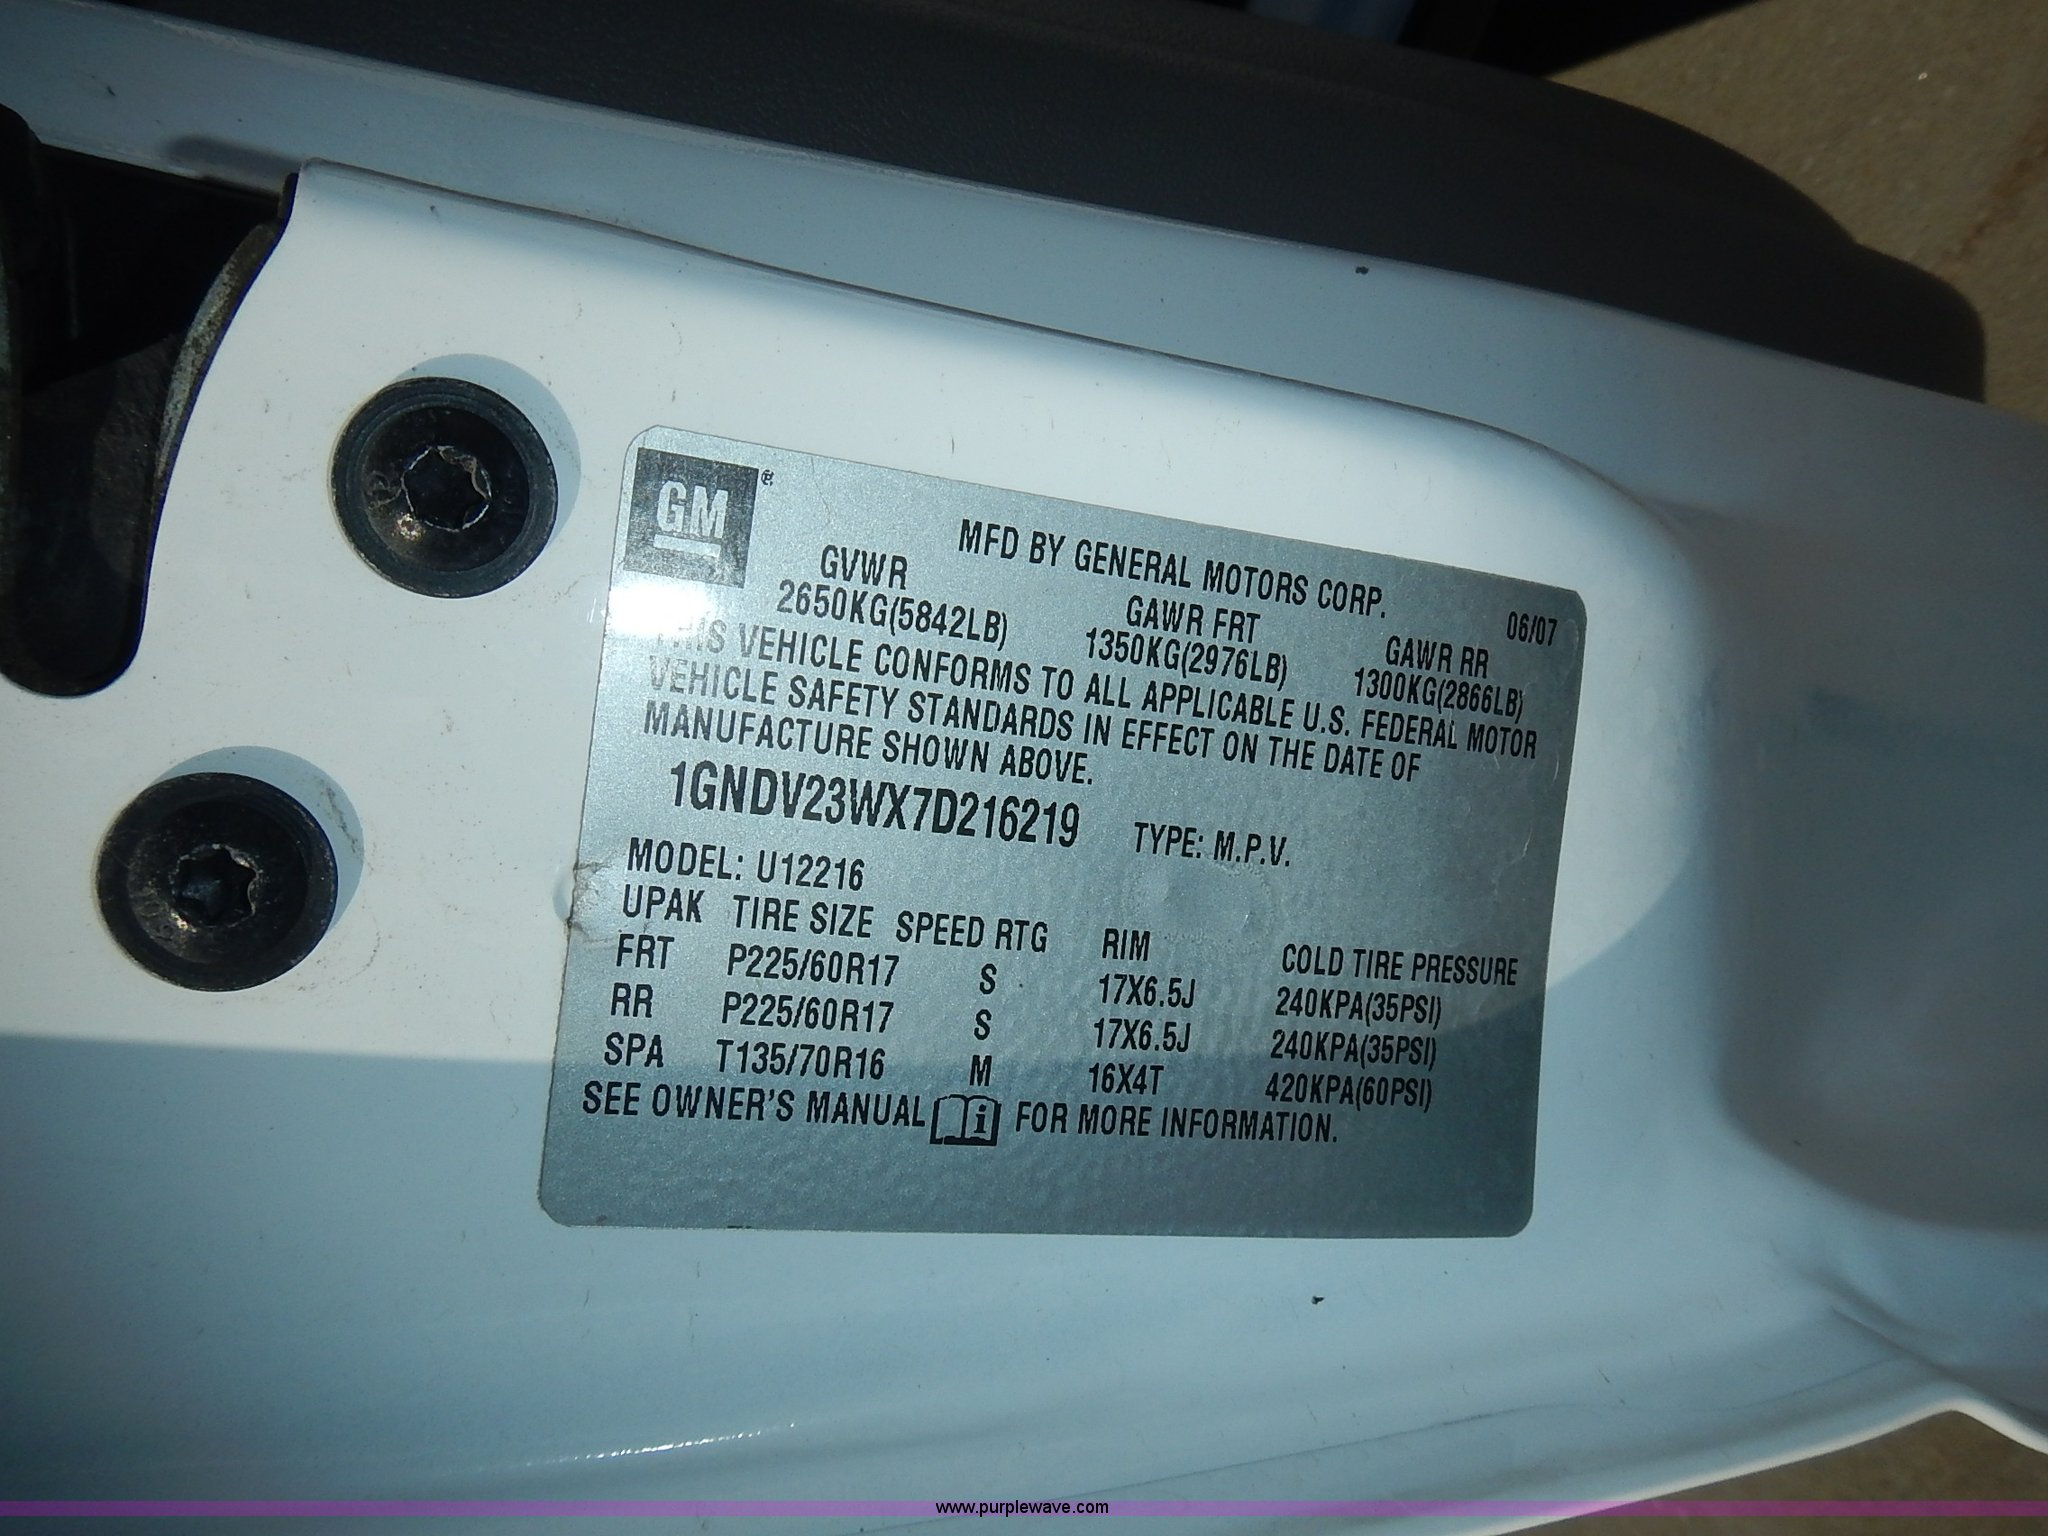 GM®
MFD BY GENERAL MOTORS CORP. 06/07
GVWR GAWR FRT GAWR RR
2650KG(5842LB) 1350KG(2976LB) 1300KG(2866LB)
THIS VEHICLE CONFORMS TO ALL APPLICABLE U.S. FEDERAL MOTOR
VEHICLE SAFETY STANDARDS IN EFFECT ON THE DATE OF
MANUFACTURE SHOWN ABOVE.
1GNDV23WX7D216219 TYPE: M.P.V.
MODEL: U12216
UPAK TIRE SIZE SPEED RTG RIM COLD TIRE PRESSURE
FRT P225/60R17 S 17X6.5J 240KPA(35PSI)
RR P225/60R17 S 17X6.5J 240KPA(35PSI)
SPA T135/70R16 M 16X4T 420KPA(60PSI)
SEE OWNER'S MANUAL i FOR MORE INFORMATION.
www.purplewave.com